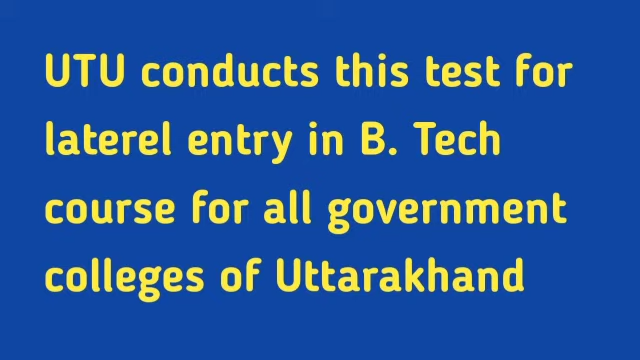 UTU conducts this test for
laterel entry in B. Tech
course for all government
colleges of Uttarakhand